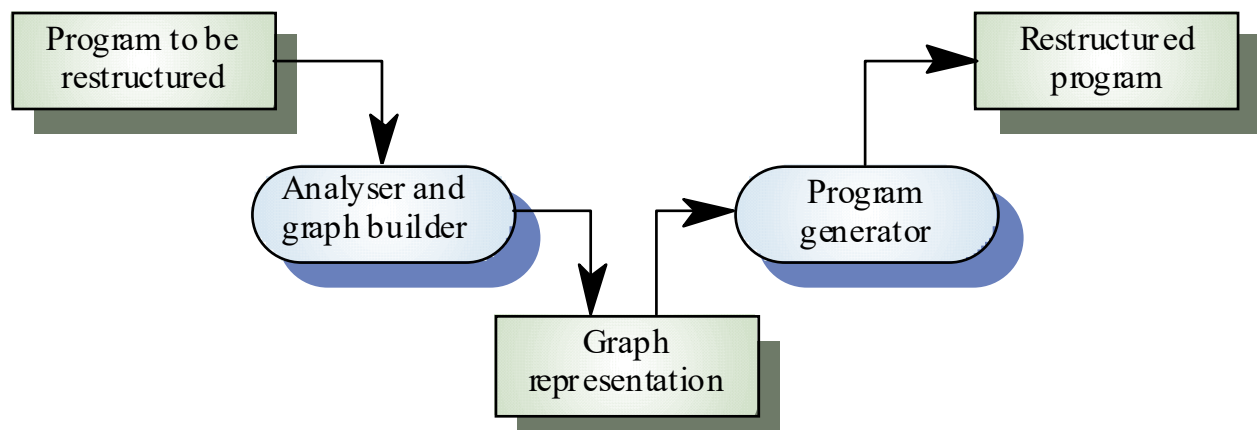 Program to be
restructured
Analyser and
graph builder
Graph
representation
Program
generator
Restructured
program